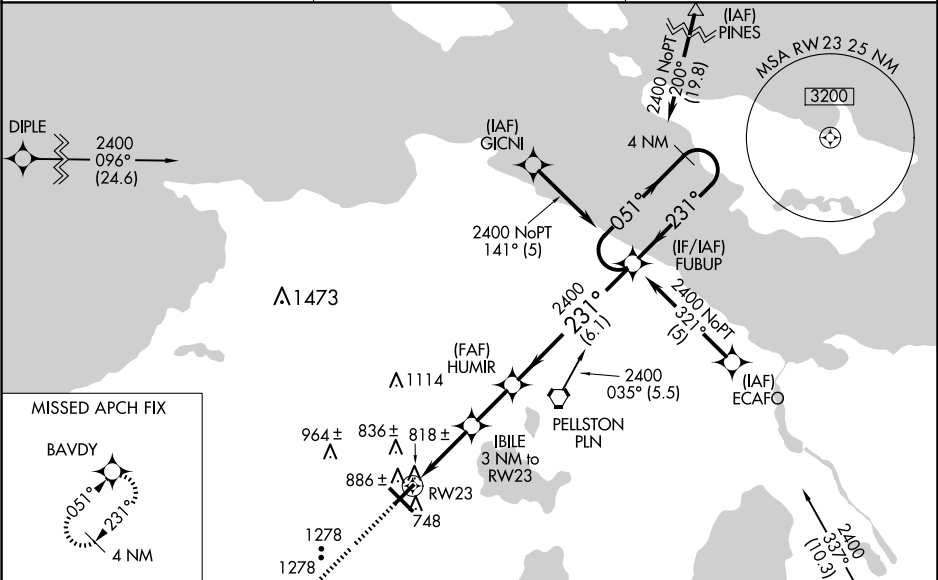 (IAF)
PINES
2400 NoPT
200°
(19.8)
MSA RW23 25 NM
3200
DIPLE
2400
096°
(24.6)
(IAF)
GICNI
4 NM
051°
231°
2400 NoPT
141° (5)
(IF/IAF)
FUBUP
2400
231°
(6.1)
2400 NoPT
321°
(5)
1473
(FAF)
HUMIR
1114
2400
035° (5.5)
(IAF)
ECAFO
PELLSTON
PLN
MISSED APCH FIX
BAVDY
051°
231°
4 NM
964 ±
836 ±
818 ±
IBILE
3 NM to
RW23
886 ±
RW23
748
1278
1278
2400
337°
(10.3)